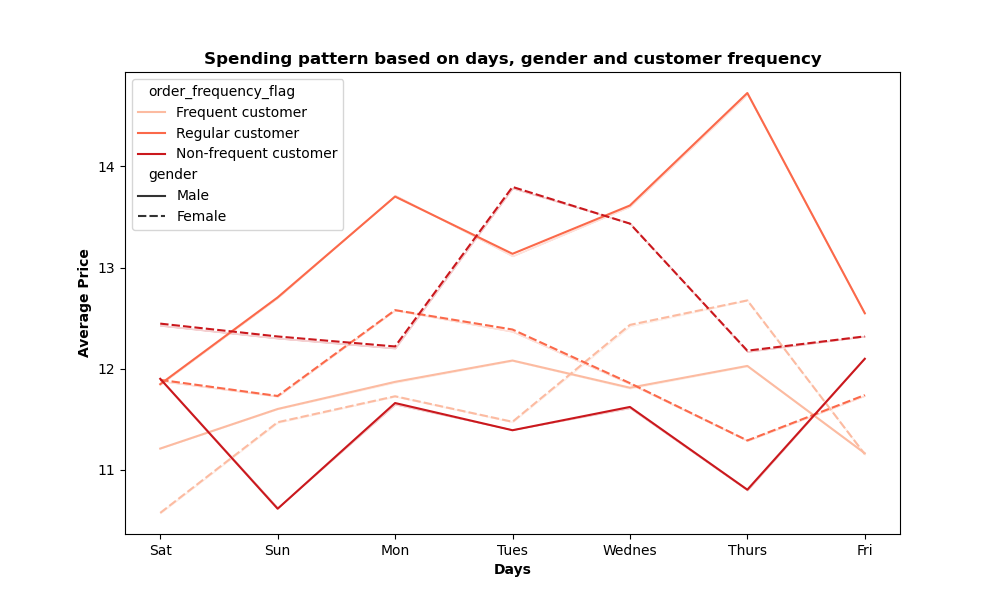 Spending pattern based on days, gender and customer frequency
order_frequency_flag
Frequent customer
Regular customer
Non-frequent customer
gender
Male
Female
Average Price
14
13
12
11
Sat Sun Mon Tues Wednes Thurs Fri
Days